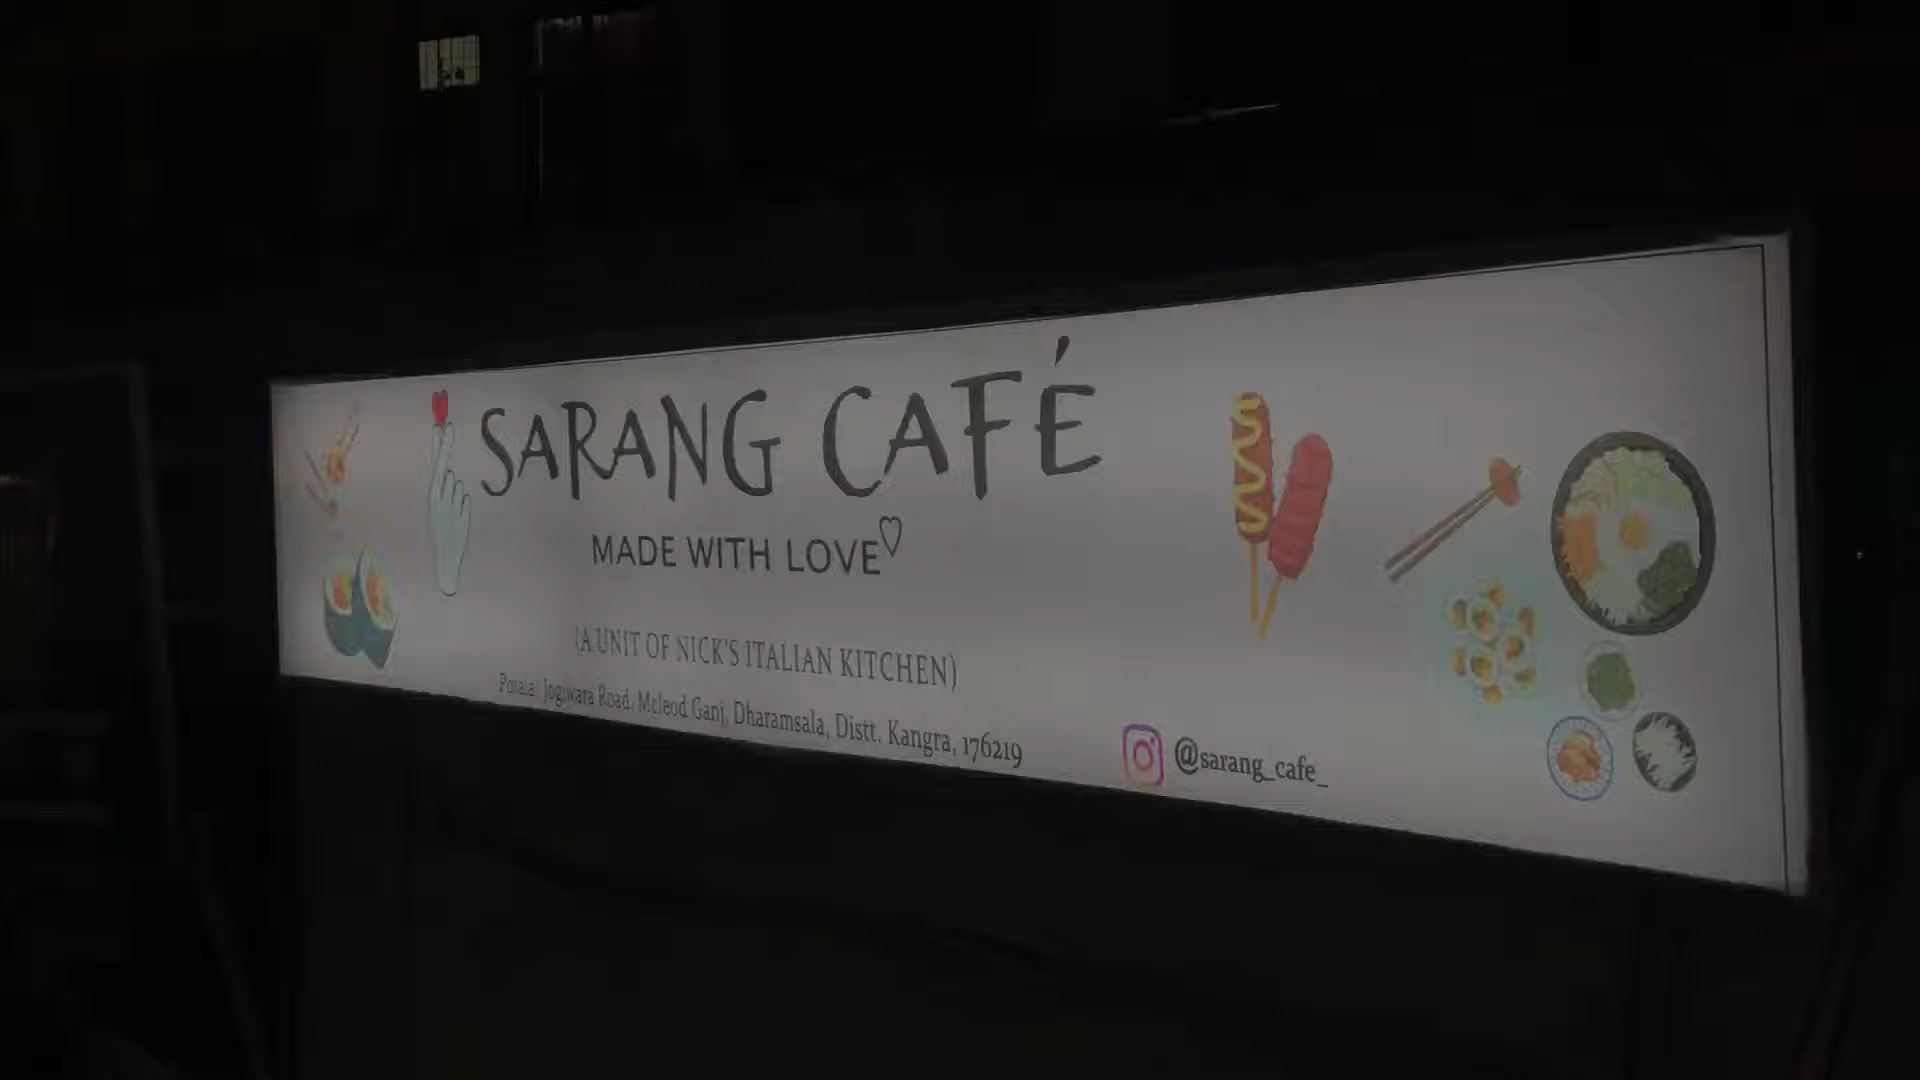 SARANG CAFÉ
MADE WITH LOVE♡
(A UNIT OF NICK'S ITALIAN KITCHEN)
Jogiwara Road, Mcleod Ganj, Dharamsala, Distt. Kangra, 176219
@sarang_cafe_